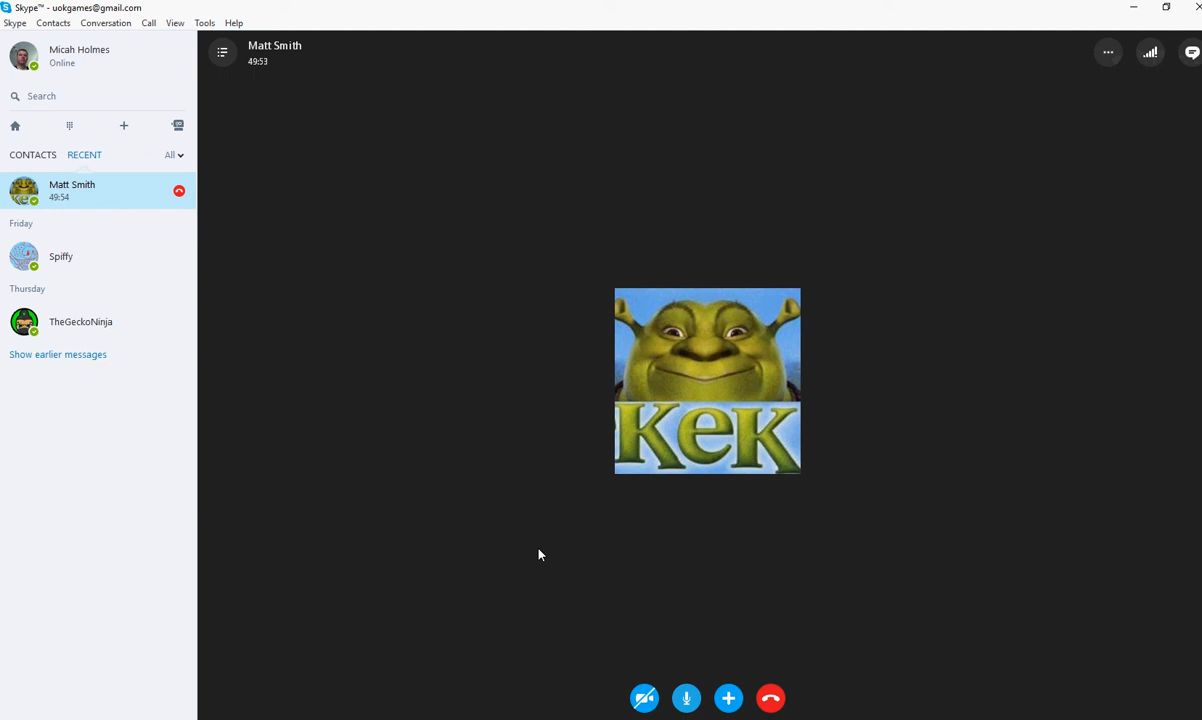 Skype™ - uokgames@gmail.com
Skype Contacts Conversation Call View Tools Help
Micah Holmes
Online
Search
CONTACTS RECENT All
Matt Smith
49:54
Friday
Spiffy
Thursday
TheGeckoNinja
Show earlier messages
Matt Smith
49:53
KeK